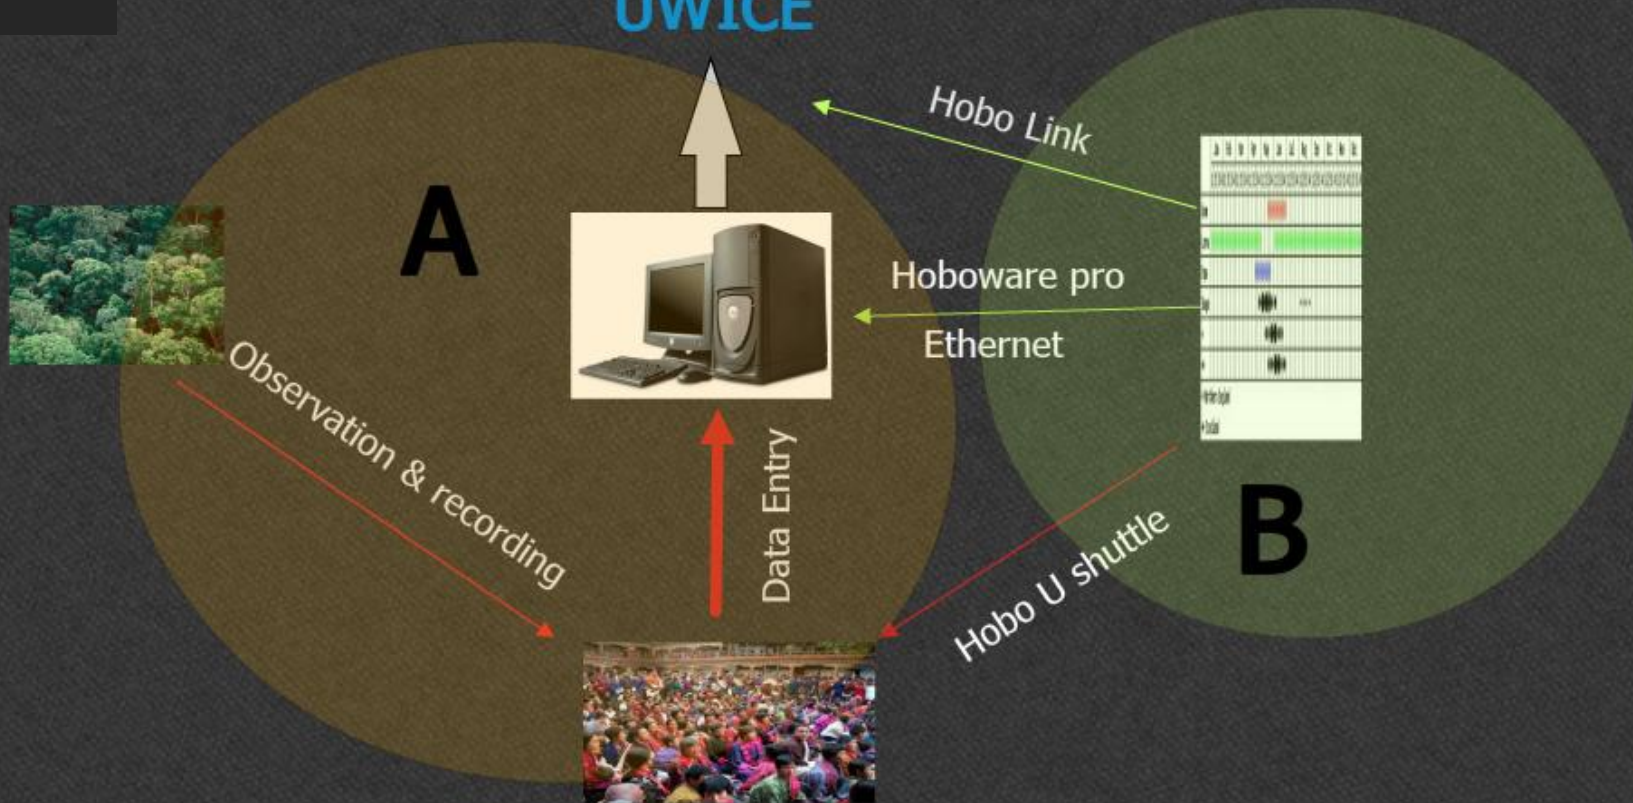 UWICE
Hobo Link
A
Hoboware pro
Ethernet
Observation & recording
Data Entry
Hobo U shuttle
B